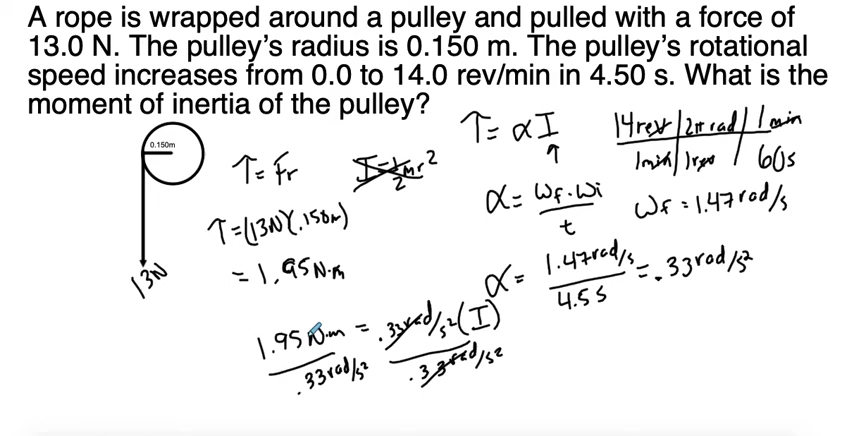 A rope is wrapped around a pulley and pulled with a force of
13.0 N. The pulley's radius is 0.150 m. The pulley's rotational
speed increases from 0.0 to 14.0 rev/min in 4.50 s. What is the
moment of inertia of the pulley?
0.150m
13N
τ = Fr
I = 1/2 mr²
τ = (13N)(.150m)
= 1.95 N·m
τ = αI
↑
α = ωf - ωi / t
α = 1.47 rad/s / 4.5 s = .33 rad/s²
14 rev | 2π rad | 1 min
1 min | 1 rev | 60s
ωf = 1.47 rad/s
1.95 N·m = .33 rad/s² (I)
.33 rad/s² .33 rad/s²